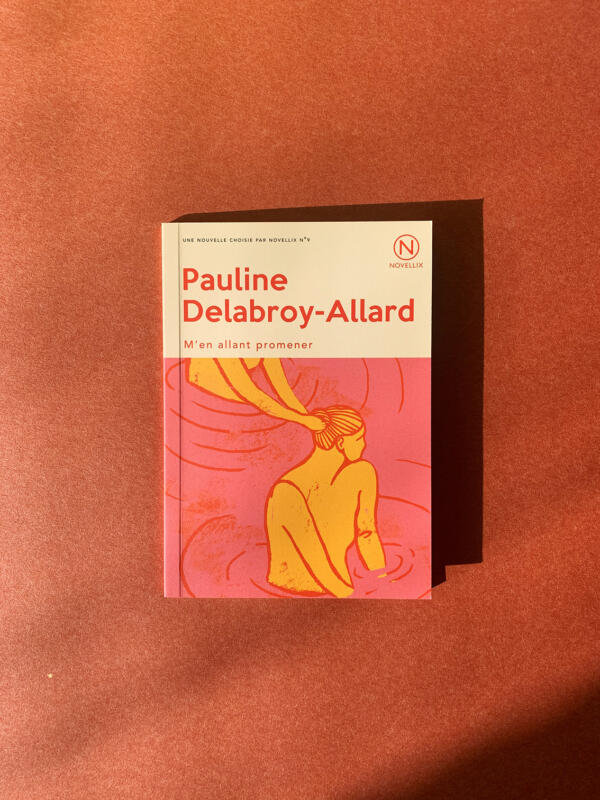 UNE NOUVELLE CHOISIE PAR NOVELLIX N°9
N
NOVELLIX
Pauline
Delabroy-Allard
M'en allant promener